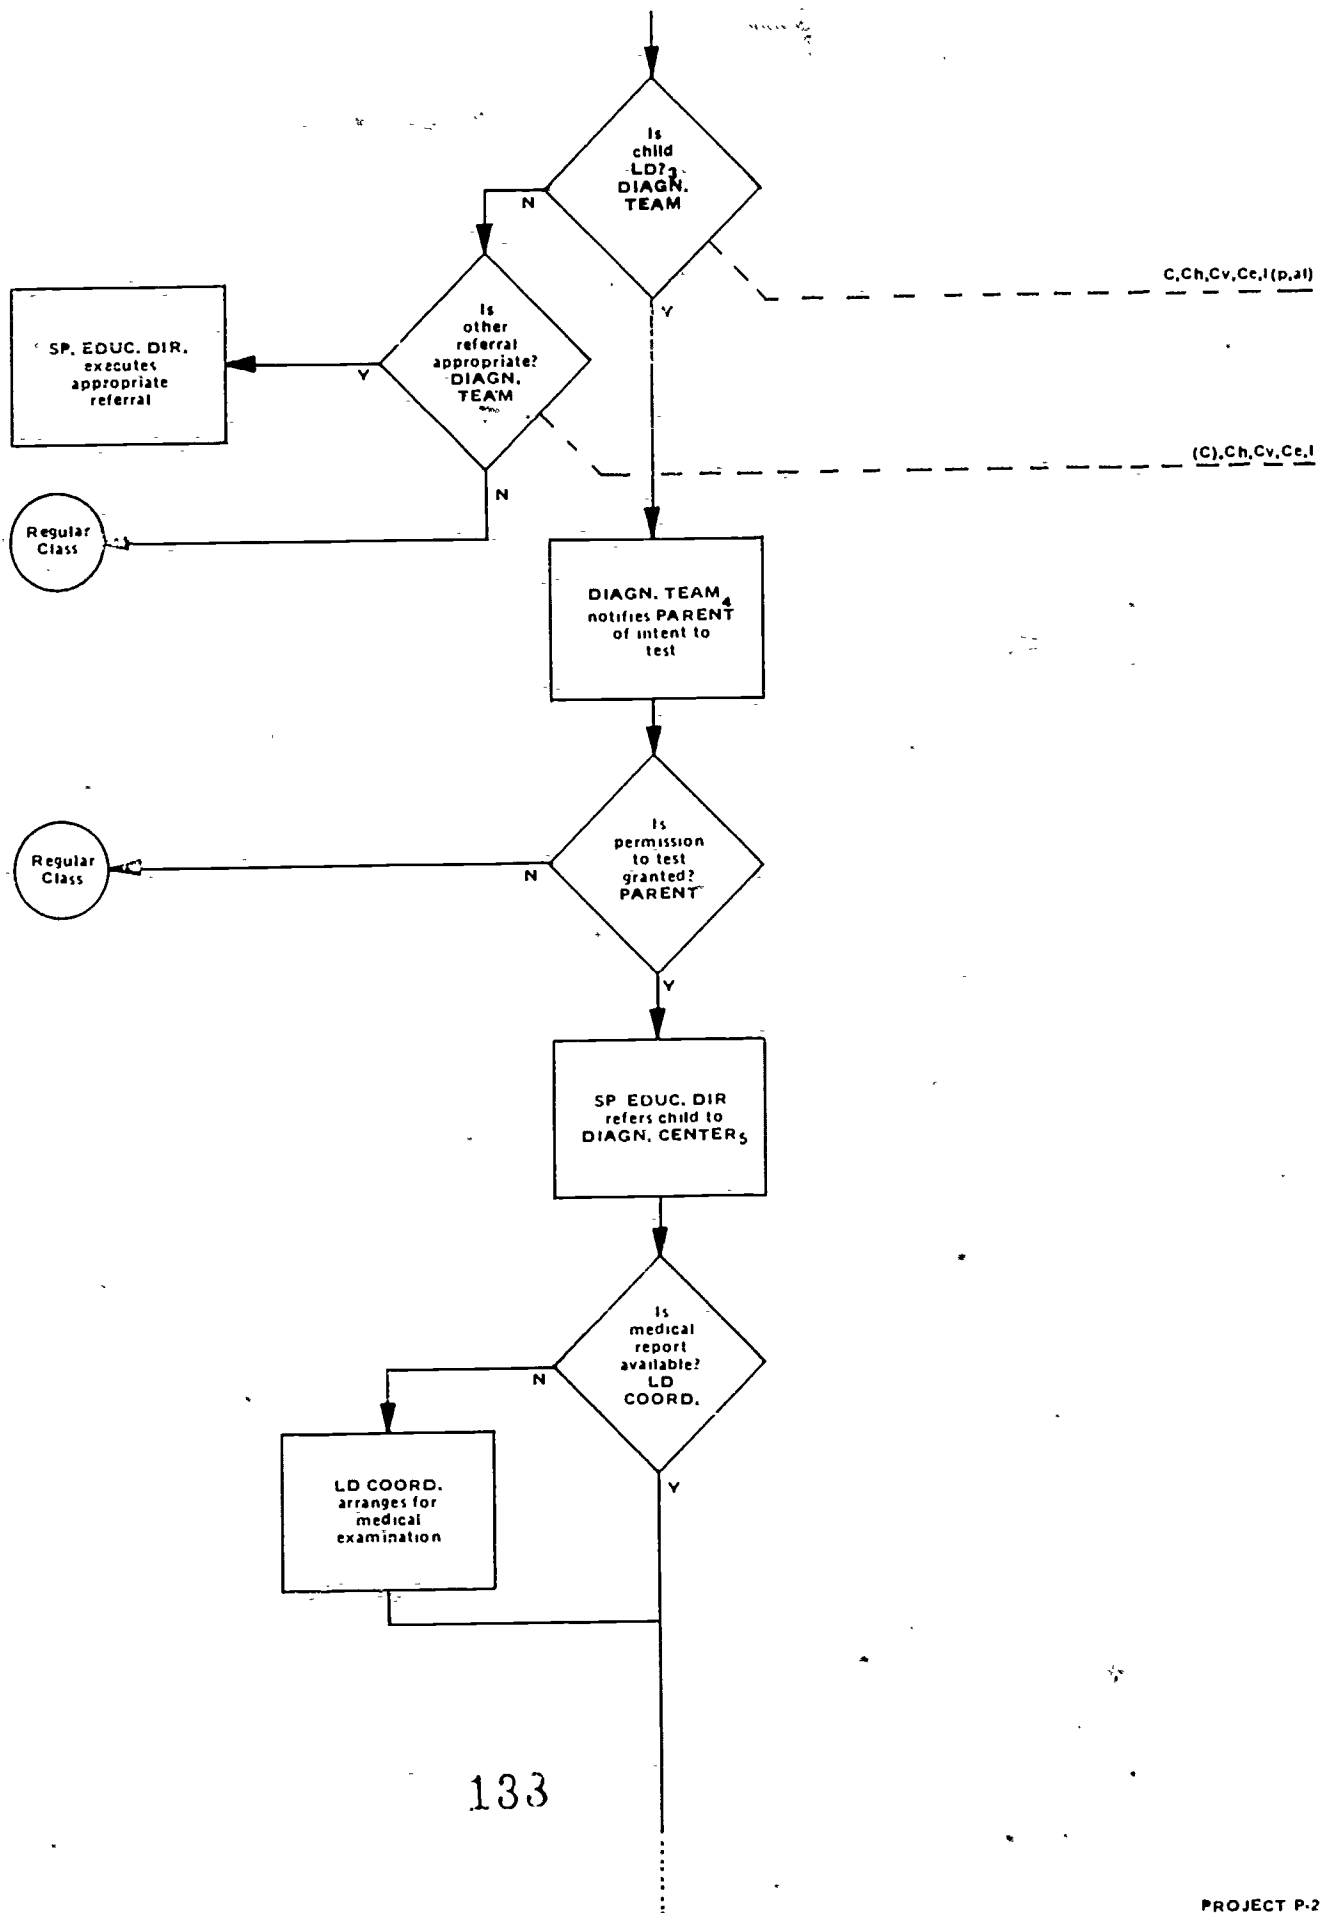 Is
child
LD?3
DIAGN.
TEAM
N
Y
C,Ch,Cv,Ce,I(p,ai)
Is
other
referral
appropriate?
DIAGN.
TEAM
Y
N
SP. EDUC. DIR.
executes
appropriate
referral
(C),Ch,Cv,Ce,I
Regular
Class
DIAGN. TEAM4
notifies PARENT
of intent to
test
Is
permission
to test
granted?
PARENT
N
Y
Regular
Class
SP EDUC. DIR
refers child to
DIAGN. CENTER5
Is
medical
report
available?
LD
COORD.
N
Y
LD COORD.
arranges for
medical
examination
133
PROJECT P-2